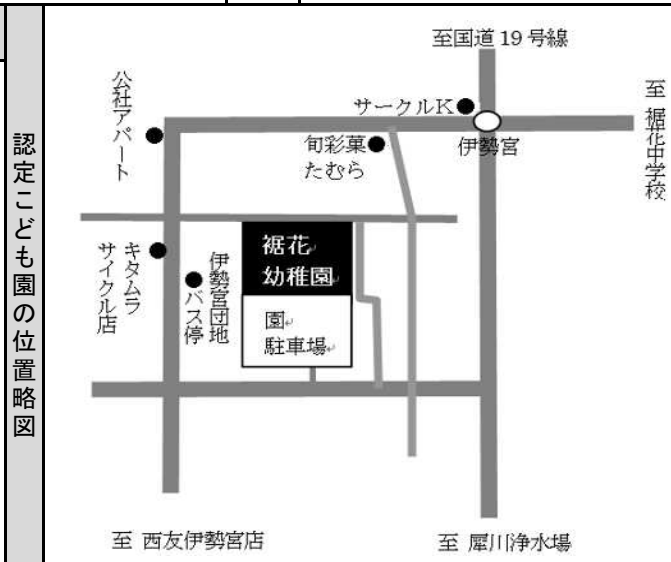 認定こども園の位置略図
至国道19号線
公社アパート
サークルK
至 裾花中学校
旬彩菓
たむら
伊勢宮
キタムラ
サイクル店
伊勢宮団地
バス停
裾花
幼稚園
園
駐車場
至 西友伊勢宮店
至 犀川浄水場